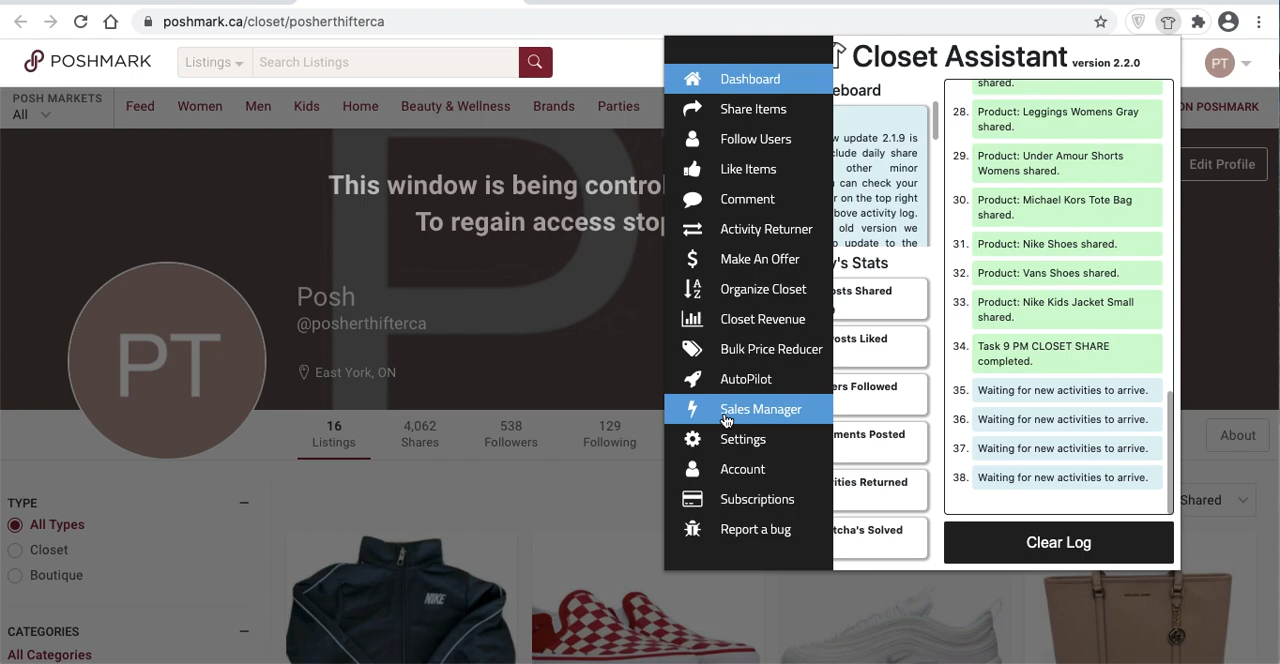 poshmark.ca/closet/posherthifterca
POSHMARK
Listings
Search Listings
PT
POSH MARKETS
All
Feed
Women
Men
Kids
Home
Beauty & Wellness
Brands
Parties
ON POSHMARK
This window is being control
To regain access sto
Edit Profile
PT
Posh
@posherthifterca
East York, ON
16
Listings
4,062
Shares
538
Followers
129
Following
About
Shared
TYPE
All Types
Closet
Boutique
CATEGORIES
All Categories
NIKE
Dashboard
Share Items
Follow Users
Like Items
Comment
Activity Returner
Make An Offer
Organize Closet
Closet Revenue
Bulk Price Reducer
AutoPilot
Sales Manager
Settings
Account
Subscriptions
Report a bug
Closet Assistant version 2.2.0
eboard
w update 2.1.9 is
clude daily share
other minor
can check your
r on the top right
bove activity log.
old version we
o update to the
y's Stats
osts Shared
osts Liked
ers Followed
ments Posted
ities Returned
tcha's Solved
shared.
28. Product: Leggings Womens Gray
shared.
29. Product: Under Amour Shorts
Womens shared.
30. Product: Michael Kors Tote Bag
shared.
31. Product: Nike Shoes shared.
32. Product: Vans Shoes shared.
33. Product: Nike Kids Jacket Small
shared.
34. Task 9 PM CLOSET SHARE
completed.
35. Waiting for new activities to arrive.
36. Waiting for new activities to arrive.
37. Waiting for new activities to arrive.
38. Waiting for new activities to arrive.
Clear Log